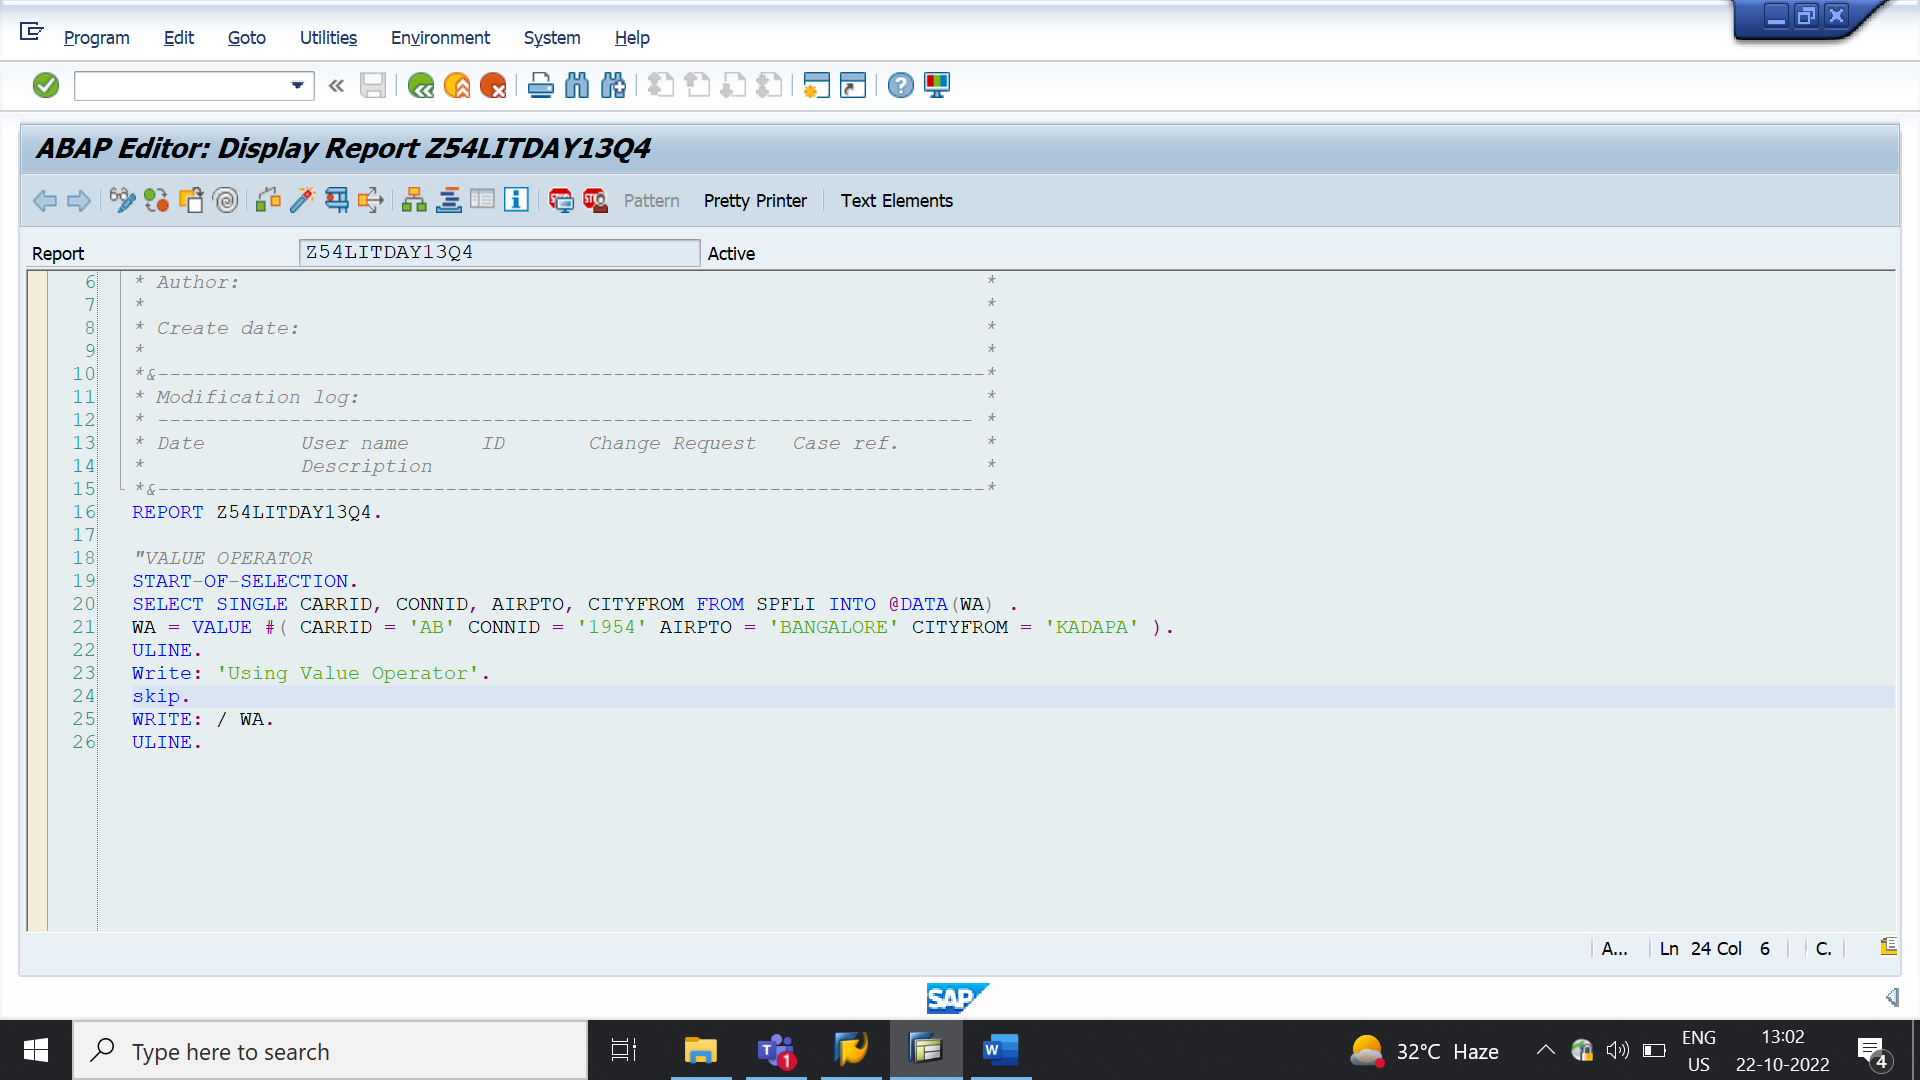 Program Edit Goto Utilities Environment System Help
ABAP Editor: Display Report Z54LITDAY13Q4
Pattern Pretty Printer Text Elements
Report Z54LITDAY13Q4 Active
6 * Author: *
7 * *
8 * Create date: *
9 * *
10 *&---------------------------------------------------------------------*
11 * Modification log: *
12 * -------------------------------------------------------------------- *
13 * Date User name ID Change Request Case ref. *
14 * Description *
15 *&---------------------------------------------------------------------*
16 REPORT Z54LITDAY13Q4.
17
18 "VALUE OPERATOR
19 START-OF-SELECTION.
20 SELECT SINGLE CARRID, CONNID, AIRPTO, CITYFROM FROM SPFLI INTO @DATA(WA) .
21 WA = VALUE #( CARRID = 'AB' CONNID = '1954' AIRPTO = 'BANGALORE' CITYFROM = 'KADAPA' ).
22 ULINE.
23 Write: 'Using Value Operator'.
24 skip.
25 WRITE: / WA.
26 ULINE.
A... Ln 24 Col 6 C.
SAP
Type here to search
T 1
W
32°C Haze
ENG
US
13:02
22-10-2022
4